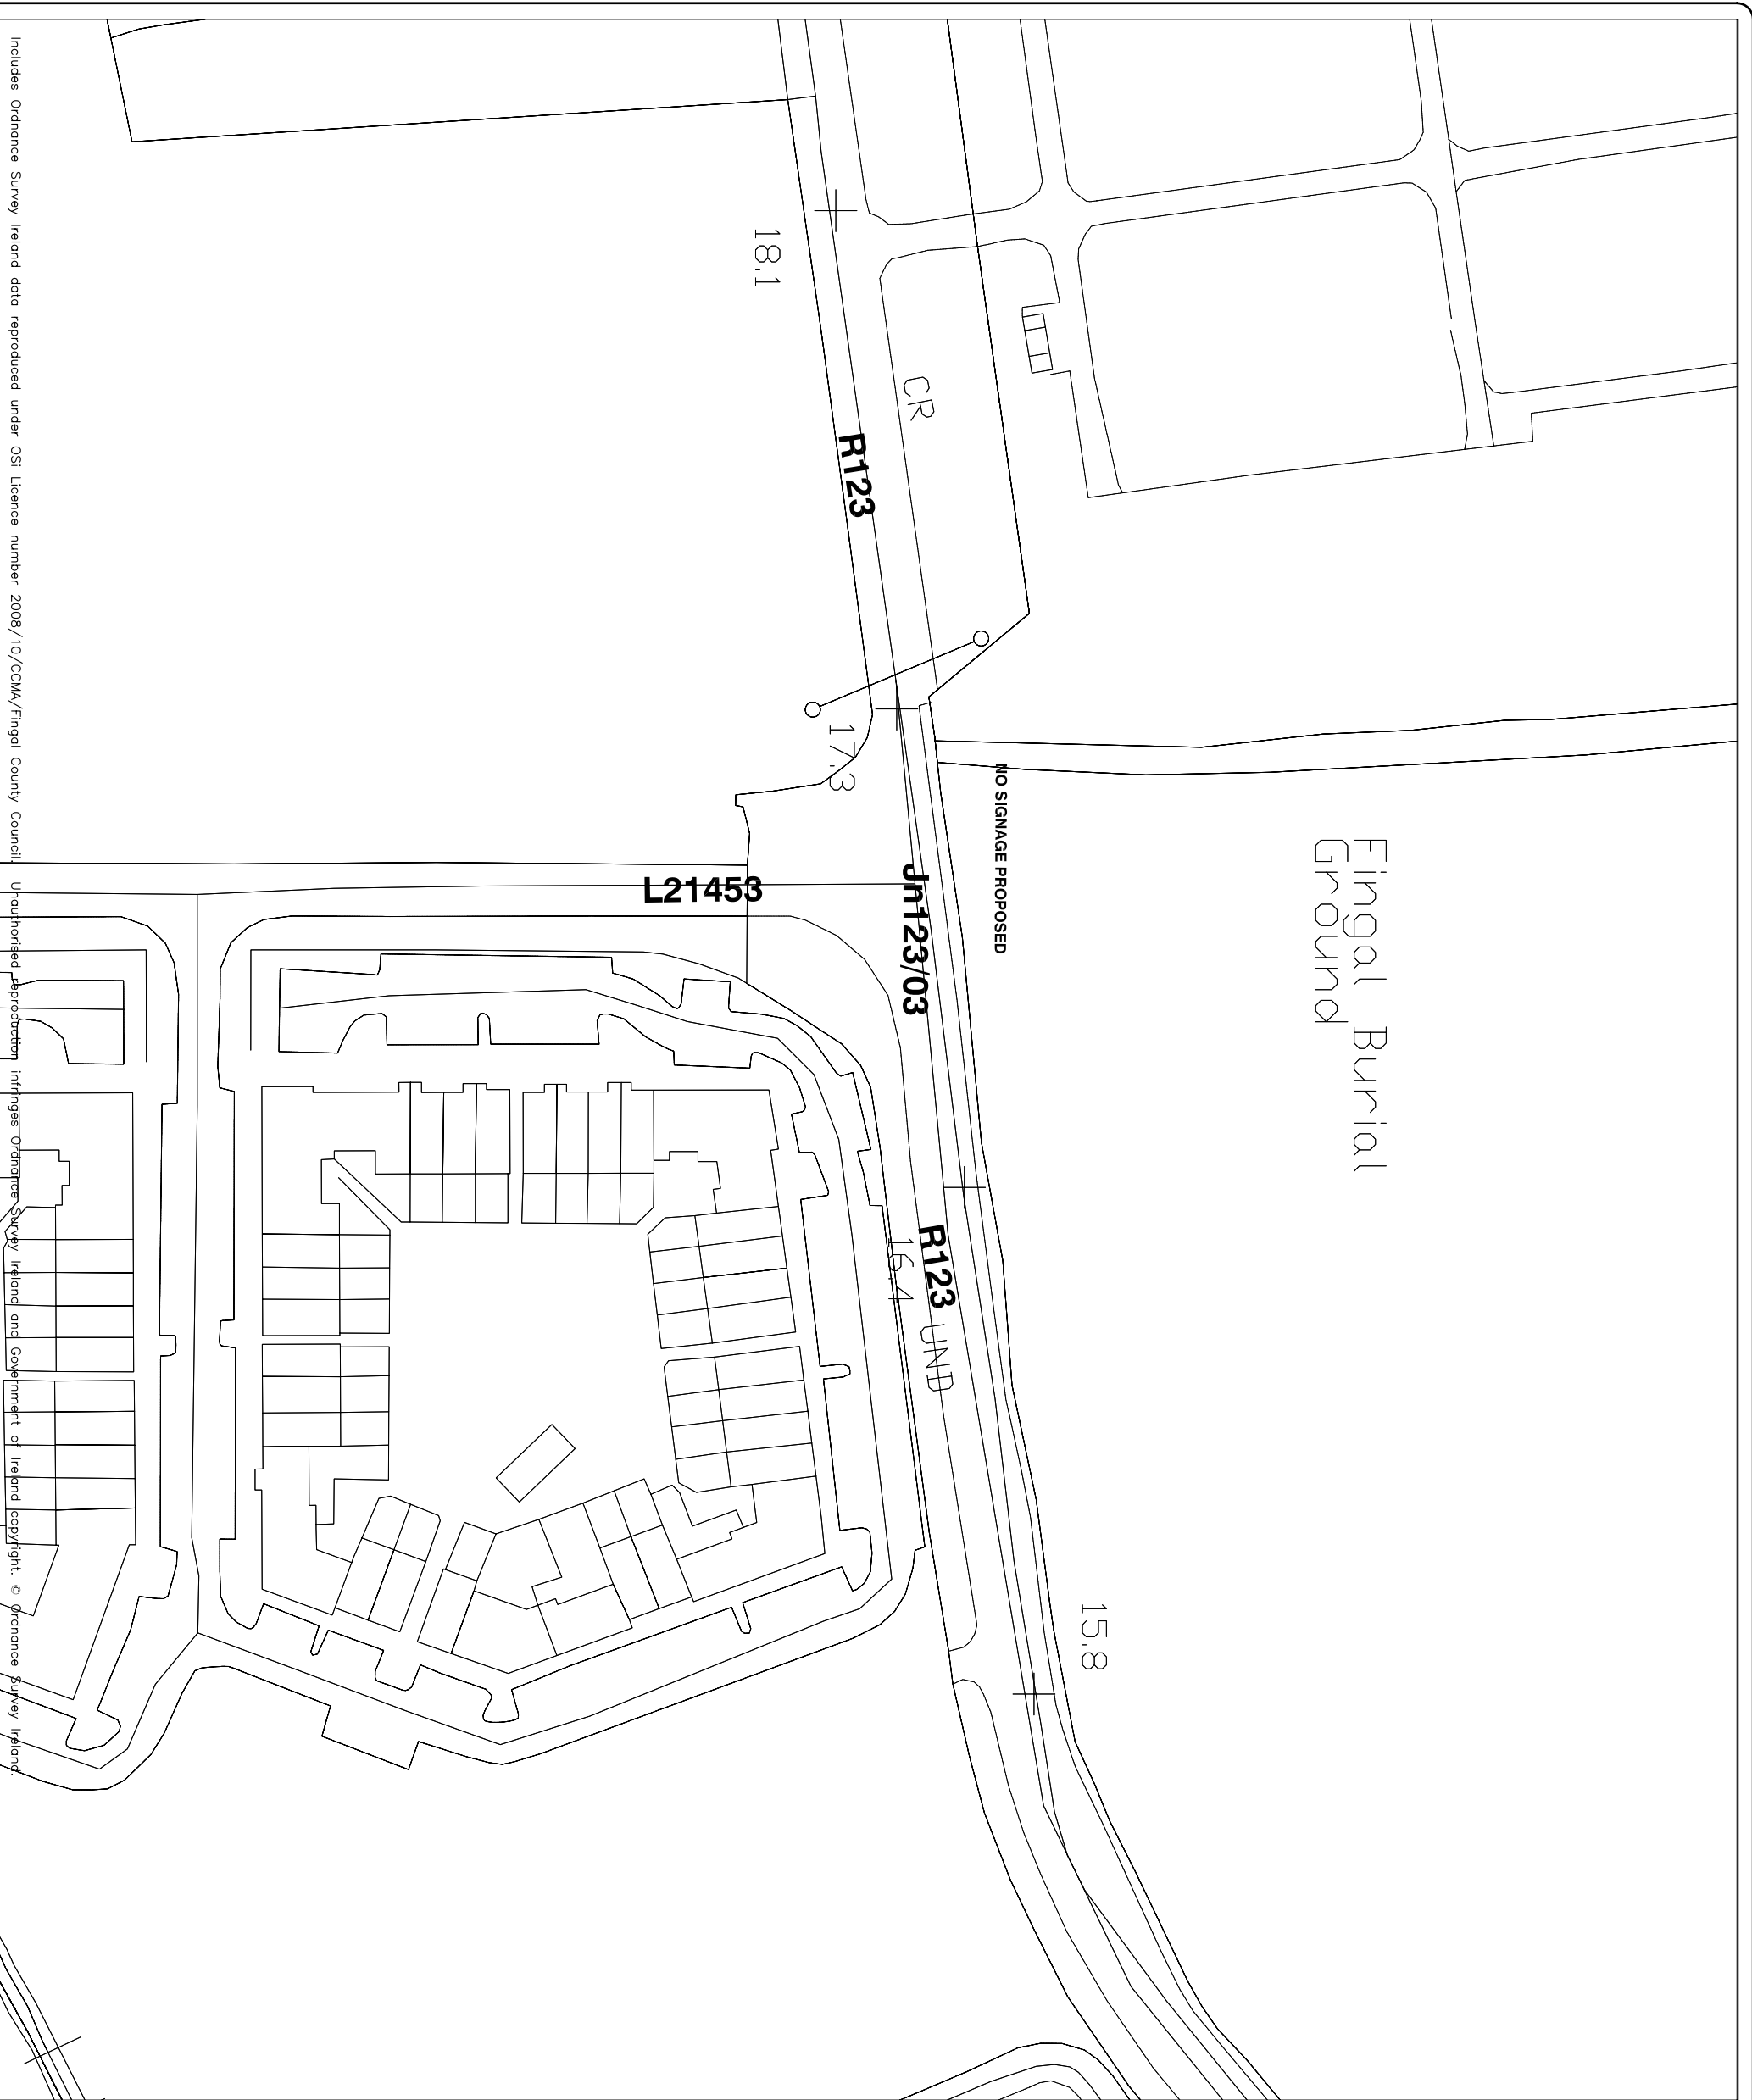 Fingal Burial
Ground
15.8
NO SIGNAGE PROPOSED
CR
R123
Jn123/03
R123
UND
16.4
17.3
18.1
L21453
Includes Ordnance Survey Ireland data reproduced under OSi Licence number 2008/10/CCMA/Fingal County Council. Unauthorised reproduction infringes Ordnance Survey Ireland and Government of Ireland copyright. © Ordnance Survey Ireland.